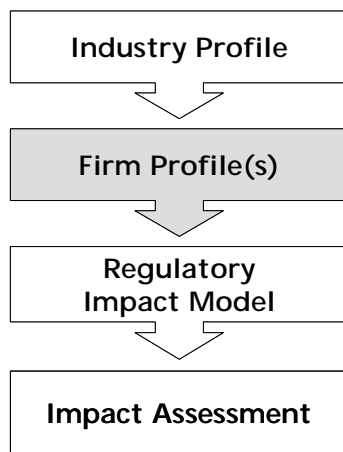 Industry Profile
Firm Profile(s)
Regulatory
Impact Model
Impact Assessment